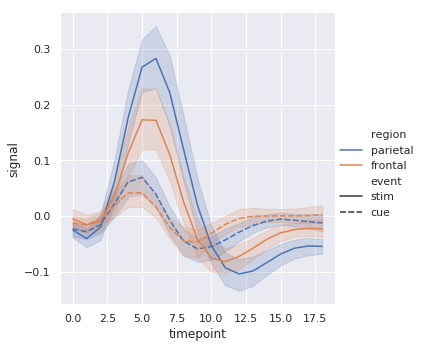 0.3
0.2
0.1
0.0
−0.1
signal
0.0 2.5 5.0 7.5 10.0 12.5 15.0 17.5
timepoint
region
parietal
frontal
event
stim
cue